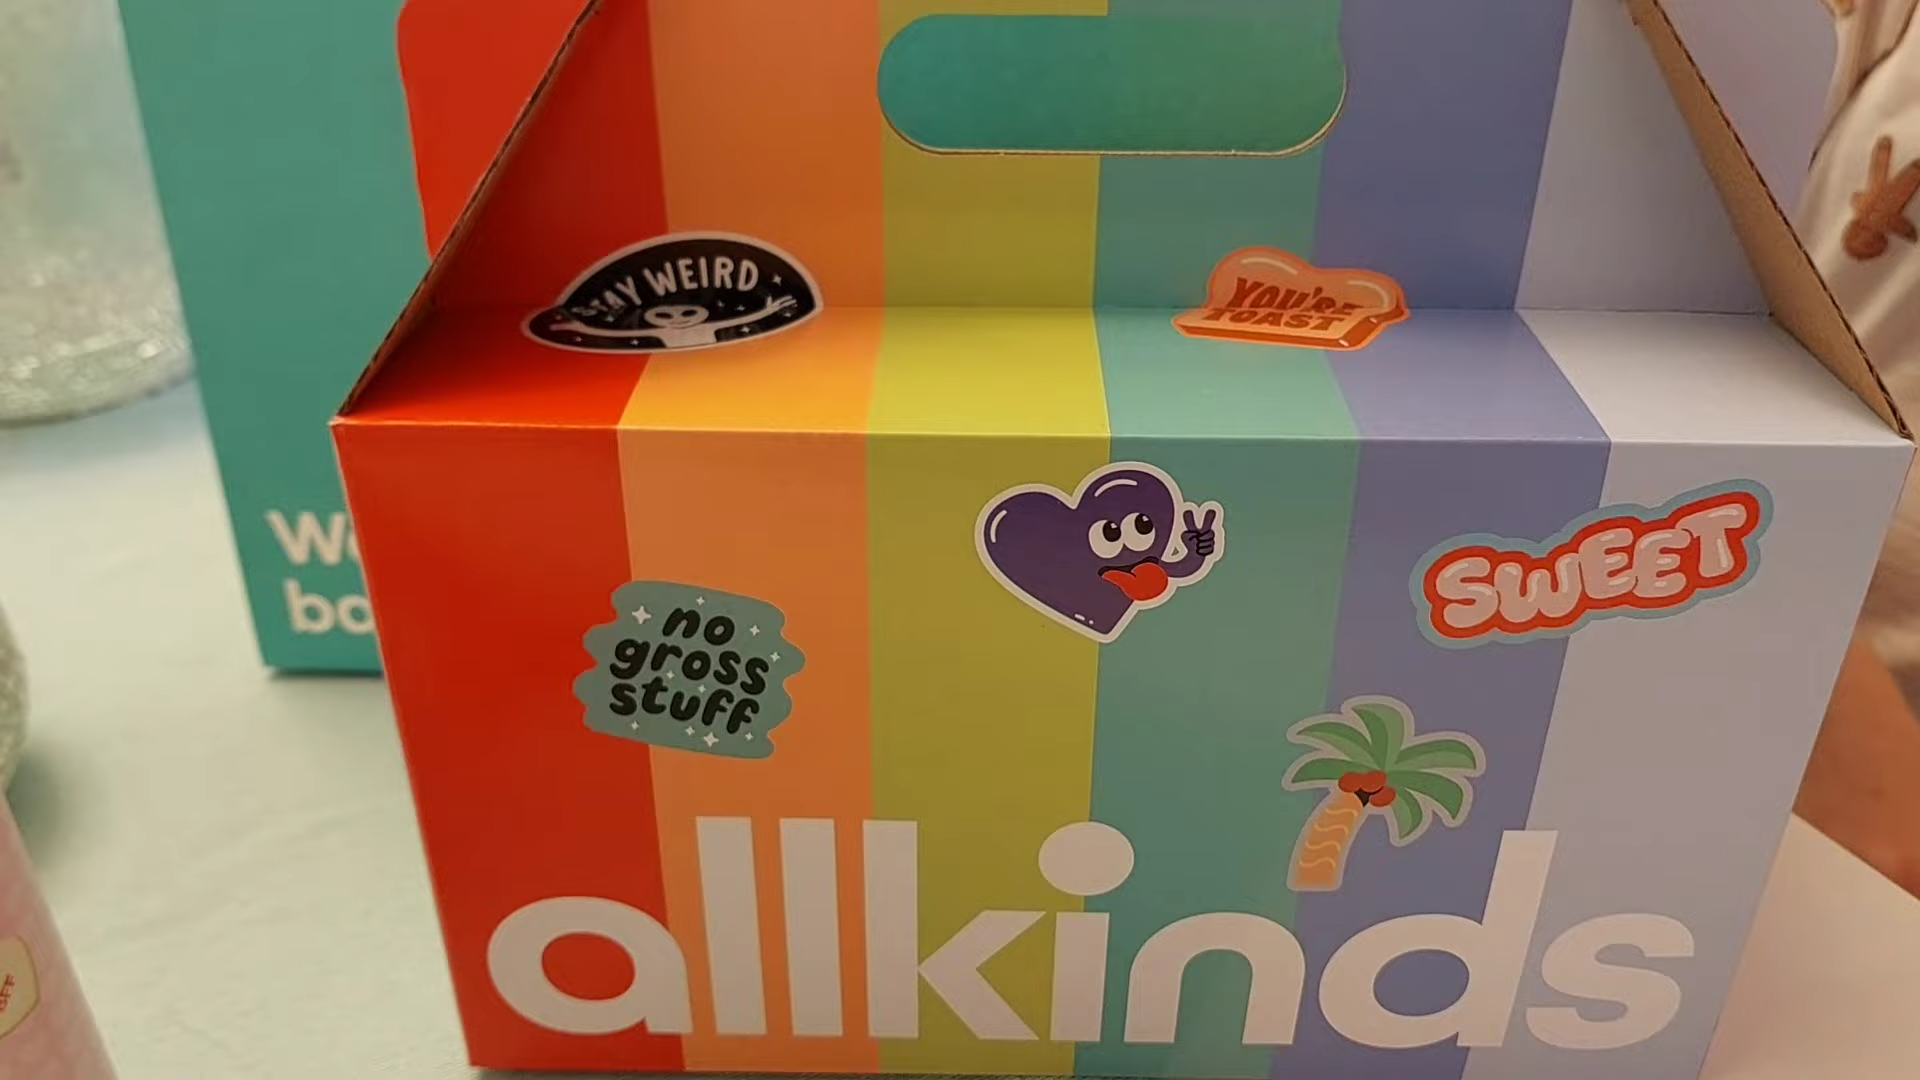 STAY WEIRD
YOU'RE
TOAST
SWEET
no
gross
stuff
allkinds